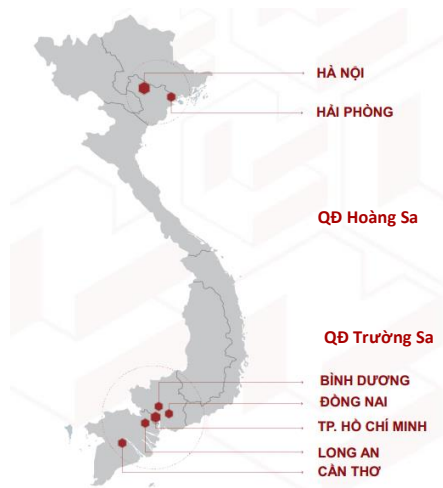 HÀ NỘI
HẢI PHÒNG
QĐ Hoàng Sa
QĐ Trường Sa
BÌNH DƯƠNG
ĐỒNG NAI
TP. HỒ CHÍ MINH
LONG AN
CẦN THƠ